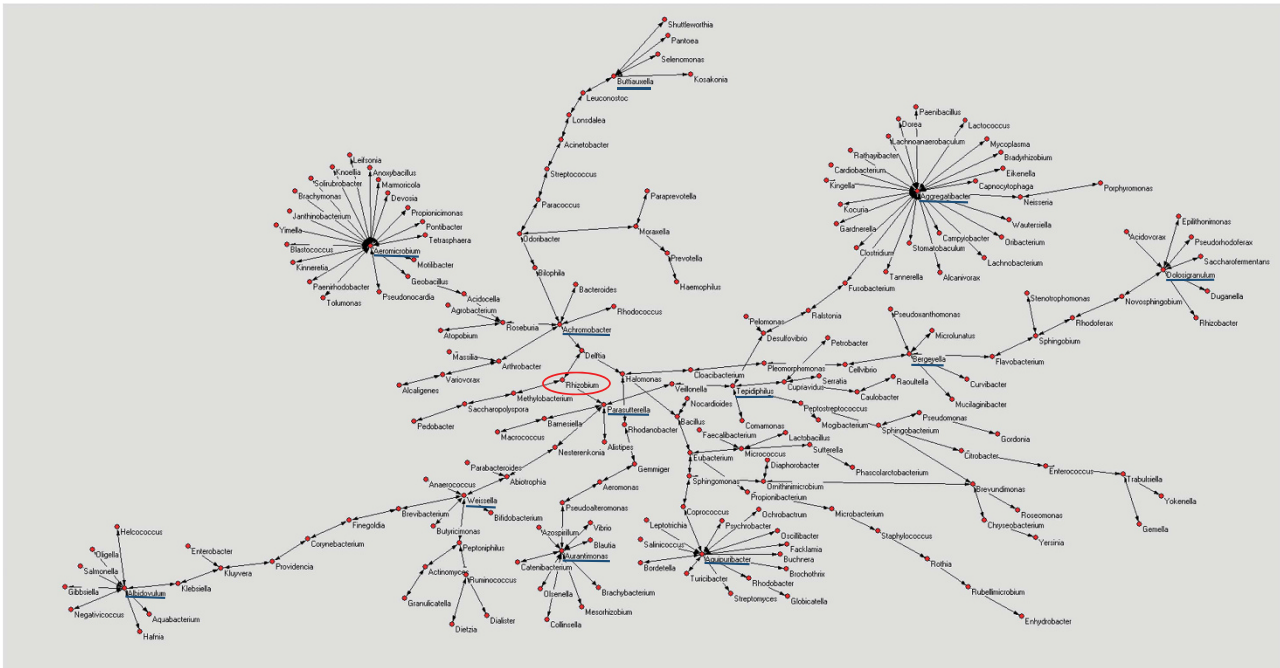 Shuttleworthia
Pantoea
Selenomonas
Kosakonia
Buttiauxella
Leuconostoc
Lonsdalea
Acinetobacter
Streptococcus
Paracoccus
Odoribacter
Paraprevotella
Moraxella
Prevotella
Haemophilus
Bilophila
Bacteroides
Rhodococcus
Achromobacter
Leifsonia
Knoellia
Anoxybacillus
Solirubrobacter
Marmoricola
Brachymonas
Devosia
Janthinobacterium
Propionicimonas
Yimella
Pontibacter
Tetrasphaera
Blastococcus
Aeromicrobium
Motilibacter
Kinneretia
Geobacillus
Paenirhodobacter
Pseudonocardia
Tolumonas
Acidocella
Agrobacterium
Roseburia
Atopobium
Massilia
Arthrobacter
Variovorax
Alcaligenes
Delftia
Rhizobium
Methylobacterium
Saccharopolyspora
Pedobacter
Halomonas
Cloacibacterium
Pleomorphemonas
Cellvibrio
Veillonella
Parasutterella
Barnesiella
Macrococcus
Alistipes
Nesterenkonia
Rhodanobacter
Gemmiger
Aeromonas
Pseudoalteromonas
Parabacteroides
Abiotrophia
Anaerococcus
Weissella
Bifidobacterium
Brevibacterium
Butyricimonas
Finegoldia
Corynebacterium
Providencia
Enterobacter
Kluyvera
Klebsiella
Helcococcus
Oligella
Salmonella
Gibbsiella
Albidovulum
Negativicoccus
Aquabacterium
Hafnia
Peptoniphilus
Actinomyces
Ruminococcus
Granulicatella
Dialister
Dietzia
Azospirillum
Vibrio
Blautia
Aurantimonas
Catenibacterium
Brachybacterium
Olsenella
Mesorhizobium
Collinsella
Paenibacillus
Dorea
Lactococcus
Lachnoanaerobaculum
Mycoplasma
Rathayibacter
Bradyrhizobium
Cardiobacterium
Eikenella
Kingella
Capnocytophaga
Aggregatibacter
Neisseria
Porphyromonas
Kocuria
Wautersiella
Gardnerella
Campylobacter
Oribacterium
Stomatobaculum
Clostridium
Lachnobacterium
Tannerella
Alcanivorax
Fusobacterium
Ralstonia
Pelomonas
Desulfovibrio
Petrobacter
Tepidiphilus
Cupravidus
Serratia
Caulobacter
Raoultella
Comamonas
Peptostreptococcus
Mogibacterium
Pseudoxanthomonas
Microlunatus
Bergeyella
Flavobacterium
Curvibacter
Mucilaginibacter
Stenotrophomonas
Sphingobium
Rhodoferax
Novosphingobium
Acidovorax
Epilithonimonas
Pseudorhodoferax
Saccharofermentans
Dolosigranulum
Duganella
Rhizobacter
Nocardioides
Bacillus
Faecalibacterium
Lactobacillus
Micrococcus
Sutterella
Phascolarctobacterium
Eubacterium
Diaphorobacter
Sphingomonas
Ornithinimicrobium
Propionibacterium
Microbacterium
Staphylococcus
Rothia
Rubellimicrobium
Enhydrobacter
Coprococcus
Ochrobactrum
Leptotrichia
Psychrobacter
Salinicoccus
Oscillibacter
Facklamia
Aquipuribacter
Buchnera
Bordetella
Brochothrix
Turicibacter
Rhodobacter
Streptomyces
Globicatella
Sphingobacterium
Pseudomonas
Gordonia
Citrobacter
Enterococcus
Trabulsiella
Yokenella
Gemella
Brevundimonas
Roseomonas
Chryseobacterium
Yersinia